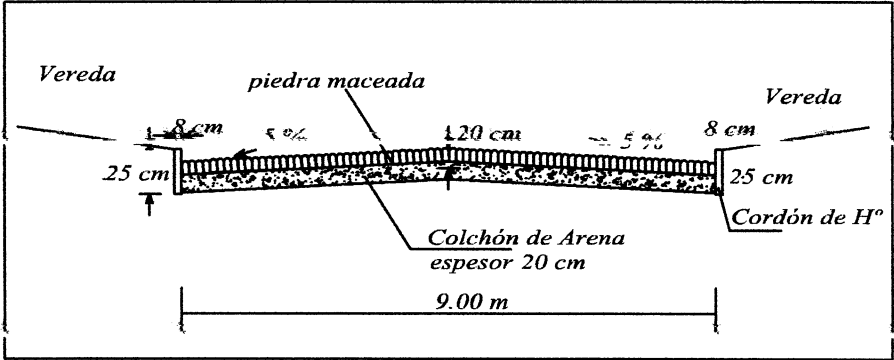 Vereda
piedra maceada
Vereda
8 cm
5 %
20 cm
5 %
8 cm
25 cm
25 cm
Cordón de Hº
Colchón de Arena
espesor 20 cm
9.00 m